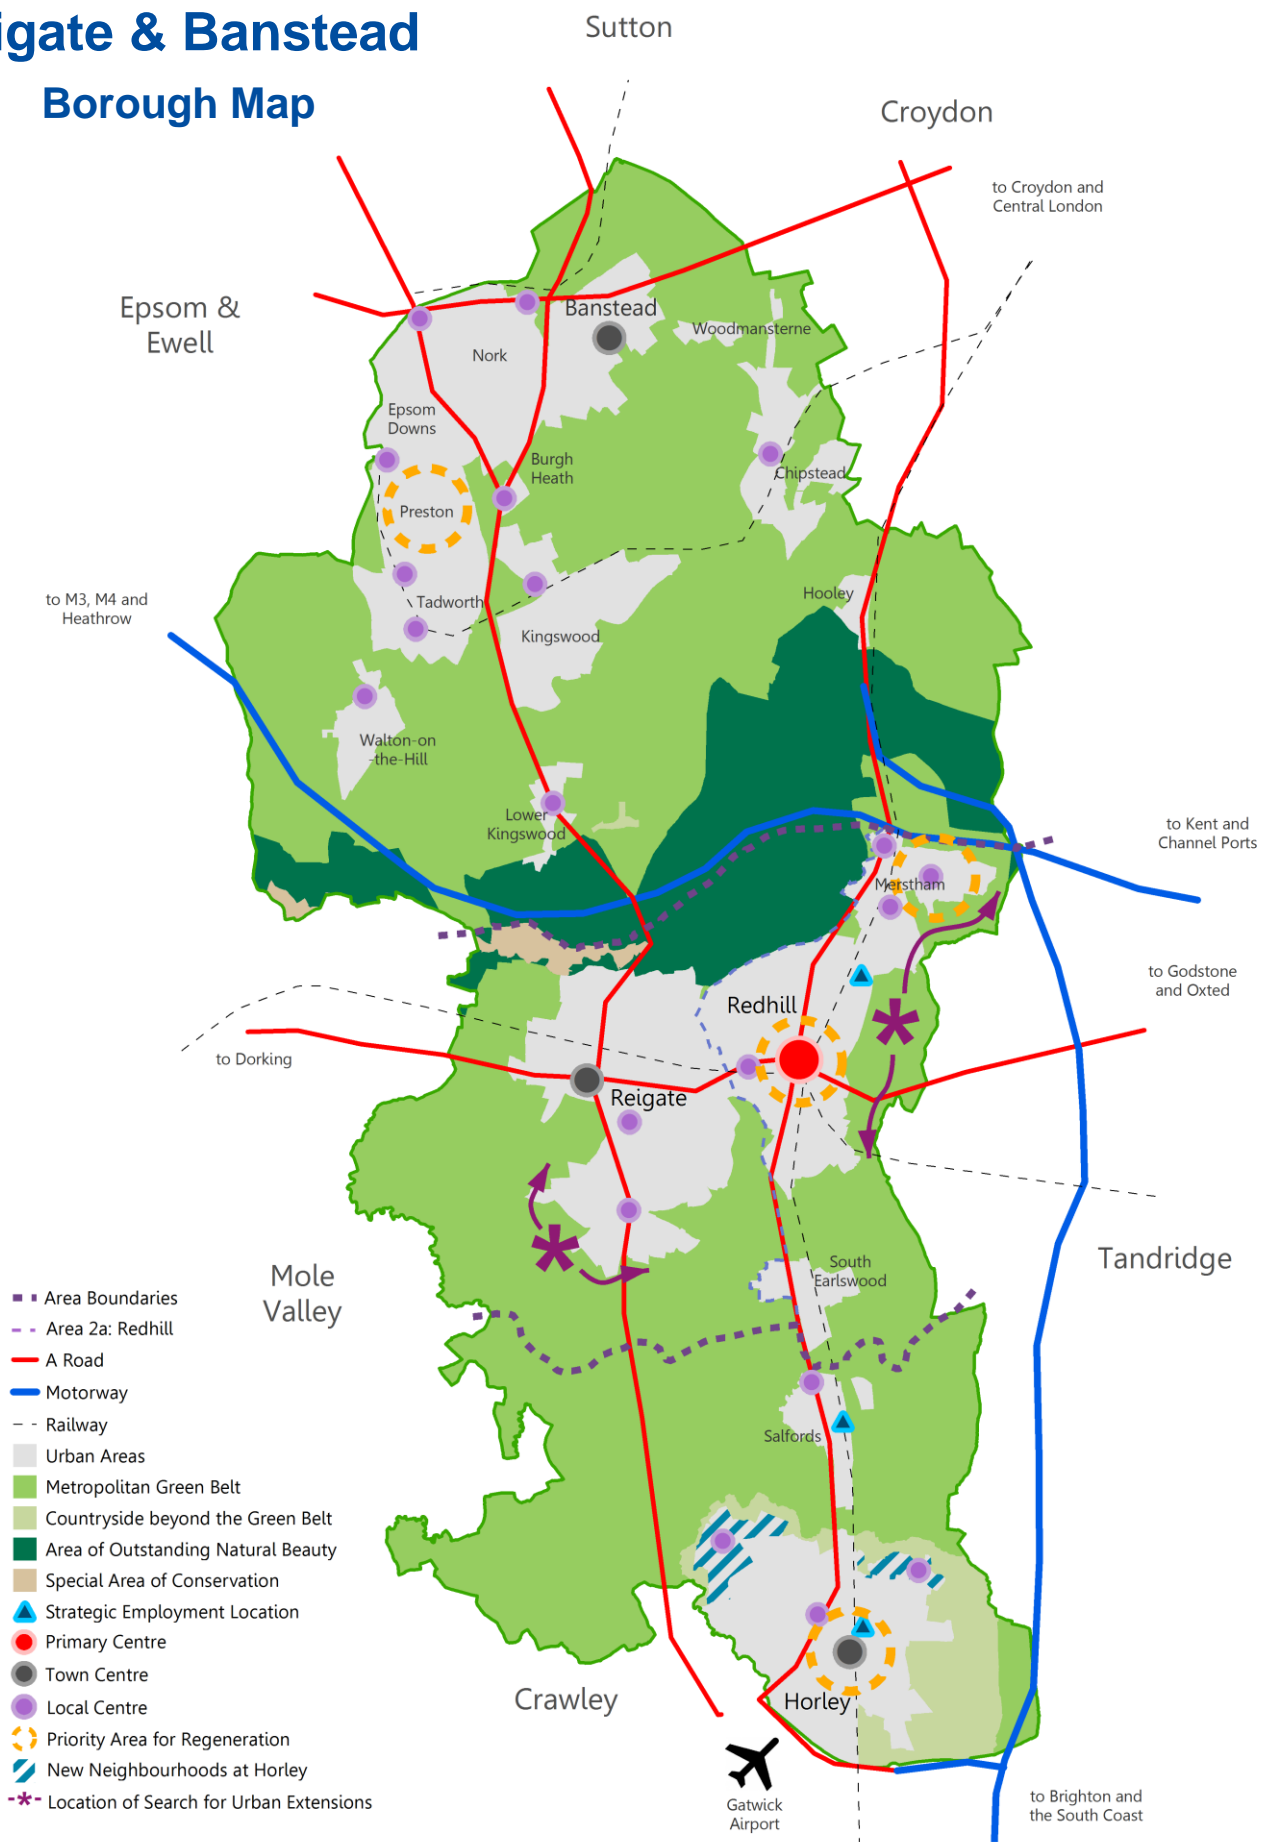 igate & Banstead
Borough Map
Sutton
Croydon
to Croydon and
Central London
Epsom &
Ewell
Banstead
Woodmansterne
Nork
Epsom
Downs
Burgh
Heath
Chipstead
Preston
to M3, M4 and
Heathrow
Tadworth
Hooley
Kingswood
Walton-on
-the-Hill
Lower
Kingswood
to Kent and
Channel Ports
Merstham
to Godstone
and Oxted
Redhill
to Dorking
Reigate
Mole
Valley
South
Earlswood
Tandridge
Salfords
Crawley
Horley
Gatwick
Airport
to Brighton and
the South Coast
Area Boundaries
Area 2a: Redhill
A Road
Motorway
Railway
Urban Areas
Metropolitan Green Belt
Countryside beyond the Green Belt
Area of Outstanding Natural Beauty
Special Area of Conservation
Strategic Employment Location
Primary Centre
Town Centre
Local Centre
Priority Area for Regeneration
New Neighbourhoods at Horley
Location of Search for Urban Extensions